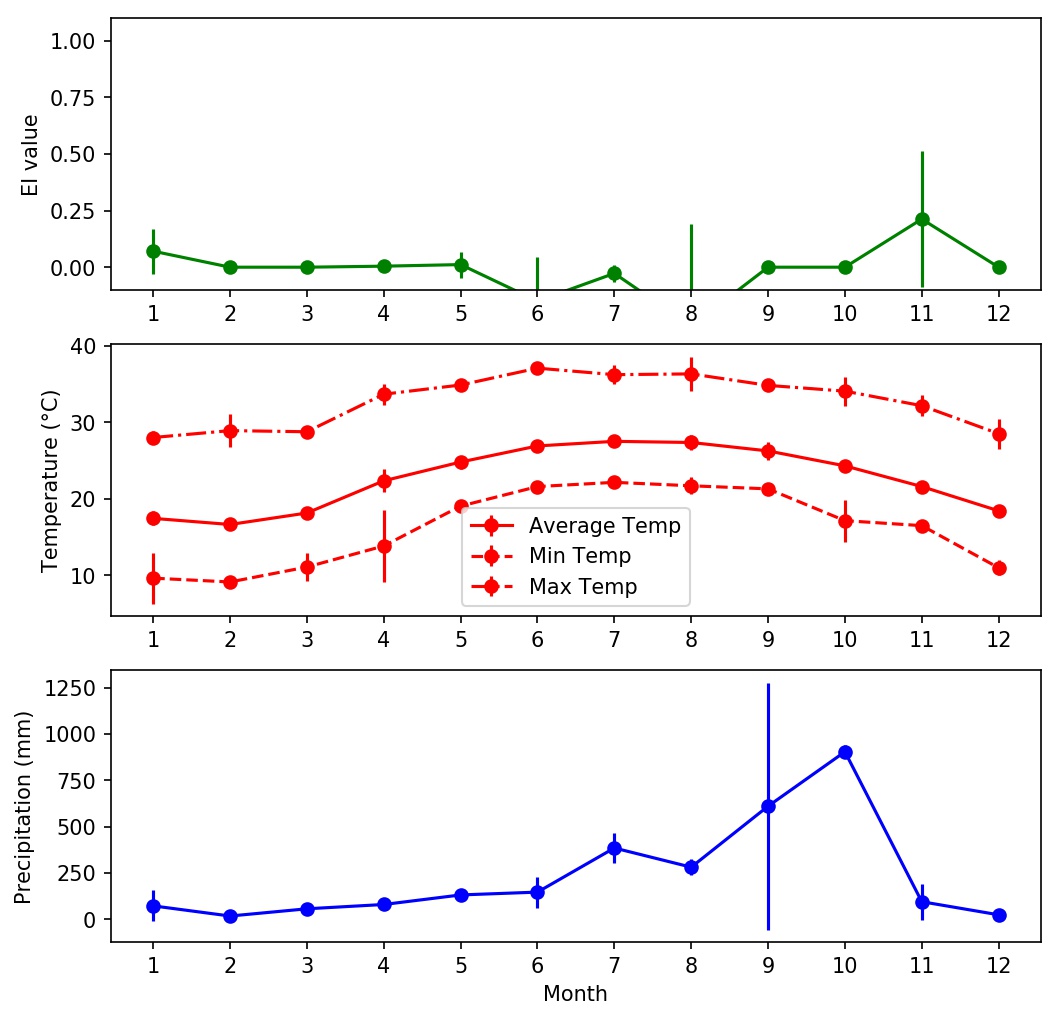 EI value
1.00
0.75
0.50
0.25
0.00
1 2 3 4 5 6 7 8 9 10 11 12
Temperature (°C)
40
30
20
10
Average Temp
Min Temp
Max Temp
1 2 3 4 5 6 7 8 9 10 11 12
Precipitation (mm)
1250
1000
750
500
250
0
1 2 3 4 5 6 7 8 9 10 11 12
Month